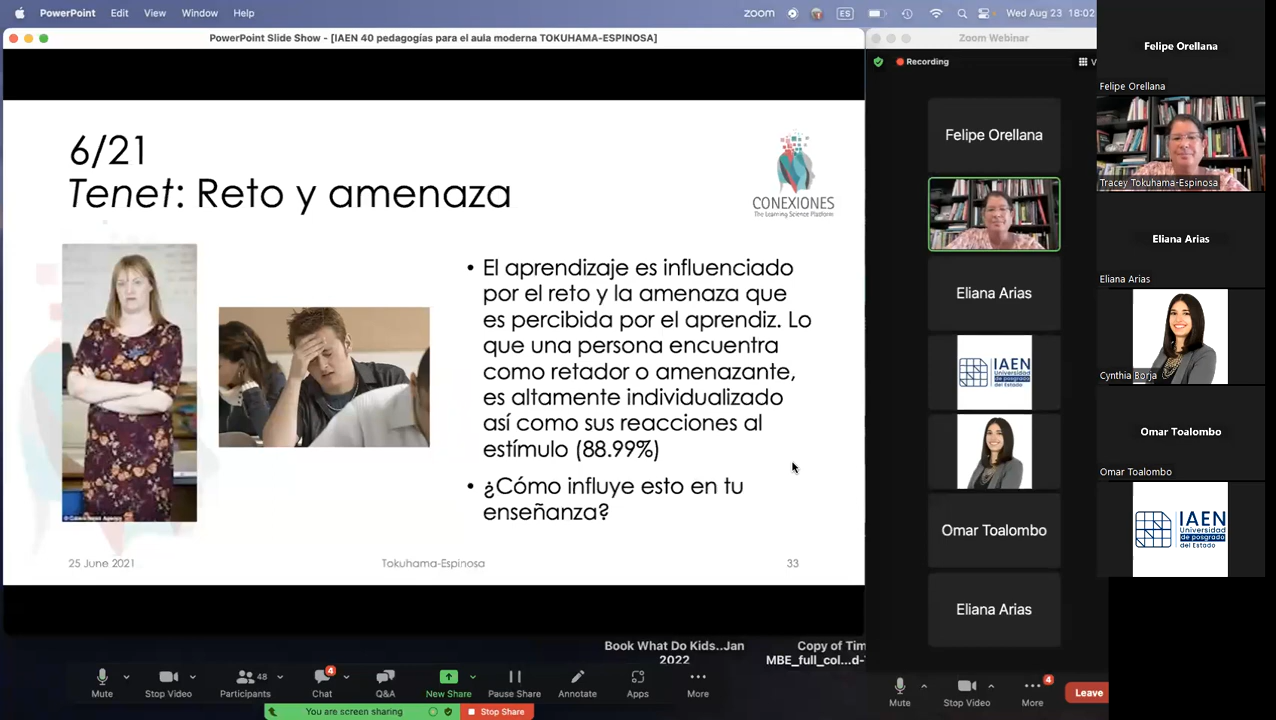 PowerPoint Edit View Window Help
zoom ES Wed Aug 23 18:02
PowerPoint Slide Show - [IAEN 40 pedagogías para el aula moderna TOKUHAMA-ESPINOSA]
6/21
Tenet: Reto y amenaza
CONEXIONES
The Learning Science Platform
• El aprendizaje es influenciado
por el reto y la amenaza que
es percibida por el aprendiz. Lo
que una persona encuentra
como retador o amenazante,
es altamente individualizado
así como sus reacciones al
estímulo (88.99%)
• ¿Cómo influye esto en tu
enseñanza?
25 June 2021
Tokuhama-Espinosa
33
Book What Do Kids..Jan
2022
Copy of Tim
MBE_full_col...d-
Mute
Stop Video
48
Participants
4
Chat
Q&A
New Share
Pause Share
Annotate
Apps
More
You are screen sharing
Stop Share
Zoom Webinar
Recording
V
Felipe Orellana
Eliana Arias
IAEN
Universidad
de posgrado
del Estado
Omar Toalombo
Eliana Arias
Mute
Stop Video
4
More
Leave
Felipe Orellana
Felipe Orellana
Tracey Tokuhama-Espinosa
Eliana Arias
Eliana Arias
Cynthia Borja
Omar Toalombo
Omar Toalombo
IAEN
Universidad
de posgrado
del Estado